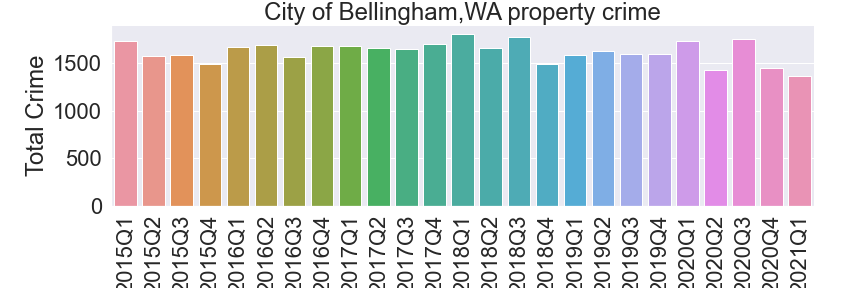 City of Bellingham,WA property crime
Total Crime
1500
1000
500
0
2015Q1
2015Q2
2015Q3
2015Q4
2016Q1
2016Q2
2016Q3
2016Q4
2017Q1
2017Q2
2017Q3
2017Q4
2018Q1
2018Q2
2018Q3
2018Q4
2019Q1
2019Q2
2019Q3
2019Q4
2020Q1
2020Q2
2020Q3
2020Q4
2021Q1